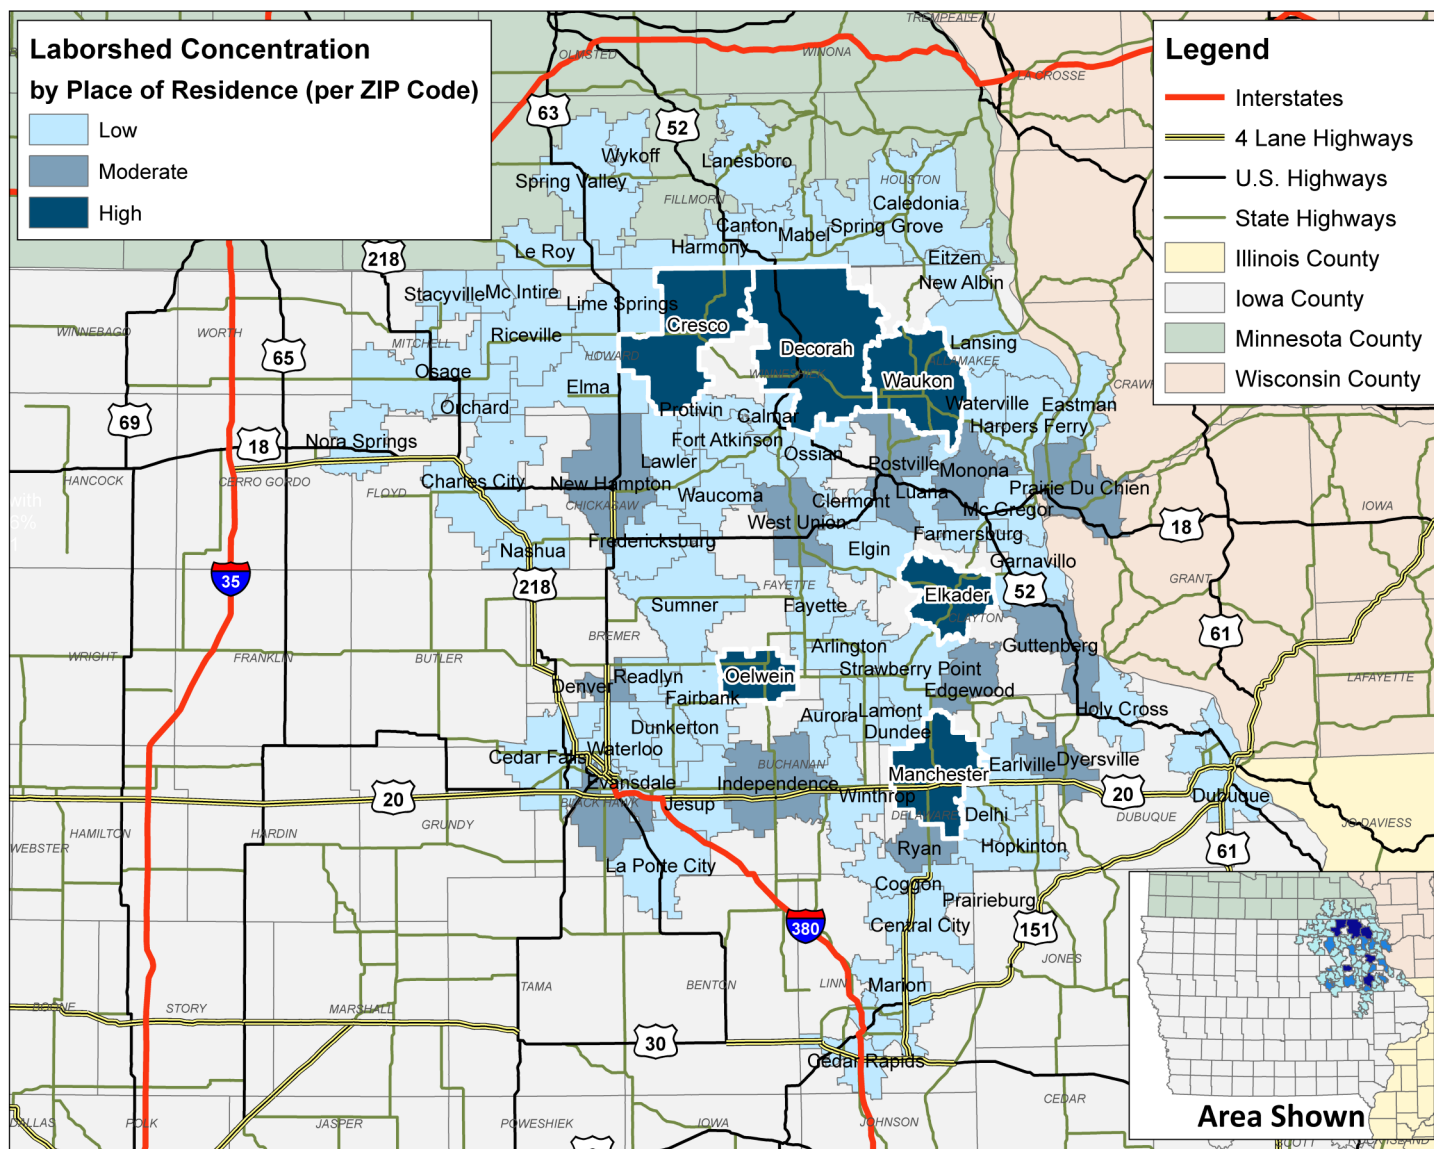 Laborshed Concentration
by Place of Residence (per ZIP Code)
Low
Moderate
High
Legend
Interstates
4 Lane Highways
U.S. Highways
State Highways
Illinois County
Iowa County
Minnesota County
Wisconsin County
TREMPEALEAU
OLMSTED
WINONA
LA CROSSE
63
52
Wykoff
Lanesboro
Spring Valley
HOUSTON
FILLMORE
Caledonia
Canton
Mabel
Spring Grove
Harmony
Le Roy
218
Eitzen
New Albin
Stacyville
Mc Intire
Lime Springs
WINNEBAGO
WORTH
MITCHELL
Riceville
Cresco
Decorah
Lansing
ALLAMAKEE
65
HOWARD
Osage
WINNESHIEK
Waukon
Elma
CRAWF
69
Orchard
Protivin
Calmar
Waterville
Eastman
Harpers Ferry
18
Nora Springs
Fort Atkinson
Ossian
Lawler
Postville
Monona
HANCOCK
CERRO GORDO
FLOYD
Charles City
New Hampton
Waucoma
Luana
Prairie Du Chien
with
6%
CHICKASAW
Clermont
Mc Gregor
IOWA
West Union
18
Fredericksburg
Farmersburg
Nashua
Elgin
Garnavillo
35
218
FAYETTE
Elkader
52
GRANT
Sumner
Fayette
CLAYTON
61
BREMER
WRIGHT
FRANKLIN
BUTLER
Arlington
Guttenberg
Strawberry Point
Oelwein
LAFAYETTE
Denver
Readlyn
Edgewood
Fairbank
Aurora
Lamont
Holy Cross
Dunkerton
Dundee
Cedar Falls
Waterloo
BUCHANAN
Earlville
Dyersville
Manchester
Evansdale
Independence
Winthrop
20
BLACK HAWK
Jesup
20
Dubuque
DELAWARE
Delhi
DUBUQUE
HAMILTON
HARDIN
GRUNDY
JO DAVIESS
WEBSTER
Ryan
Hopkinton
61
La Porte City
Coggon
Prairieburg
Central City
380
151
TAMA
BENTON
LINN
JONES
Marion
BOONE
STORY
MARSHALL
30
Cedar Rapids
CEDAR
DALLAS
POLK
JASPER
POWESHIEK
IOWA
JOHNSON
Area Shown
SCOTT
ROCK ISLAND